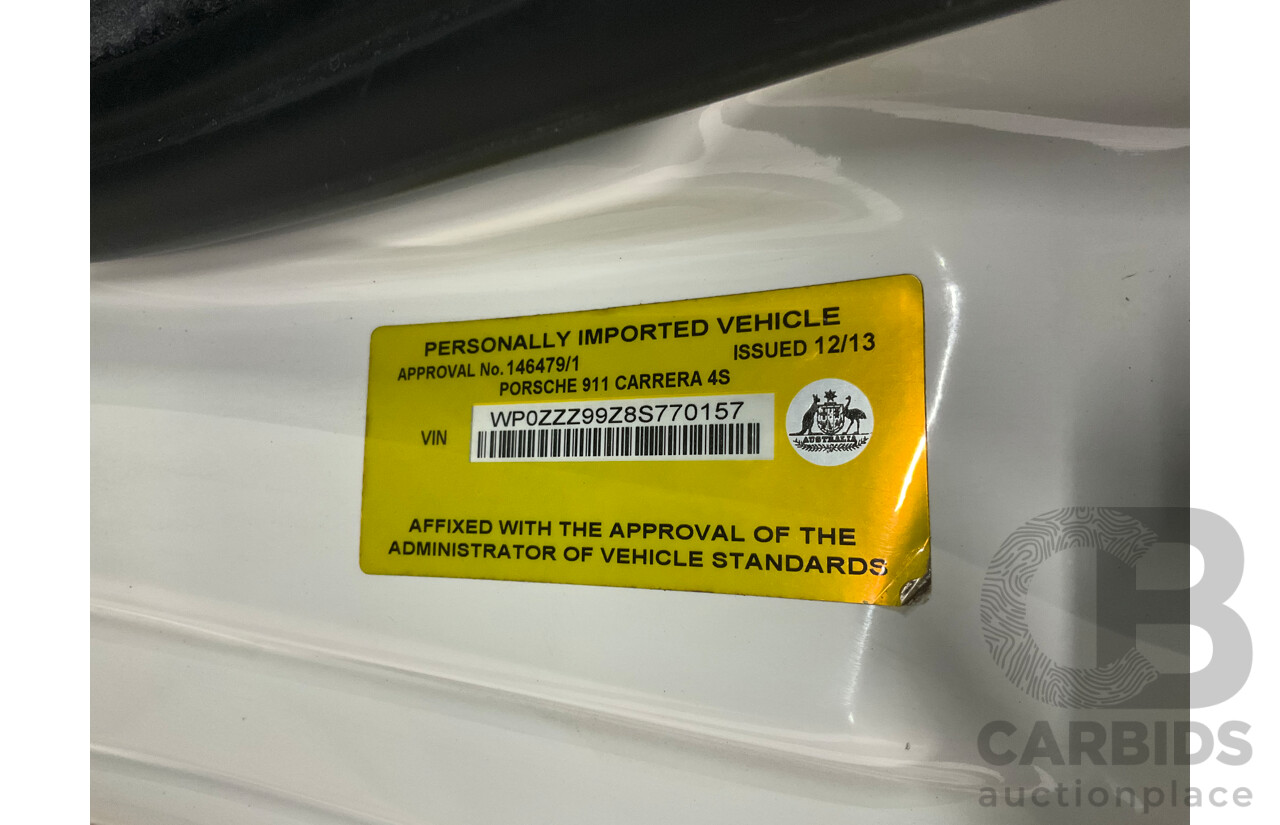 PERSONALLY IMPORTED VEHICLE
APPROVAL No. 146479/1 ISSUED 12/13
PORSCHE 911 CARRERA 4S
WP0ZZZ99Z8S770157
VIN
AUSTRALIA
AFFIXED WITH THE APPROVAL OF THE
ADMINISTRATOR OF VEHICLE STANDARDS
CB
CARBIDS
auctionplace